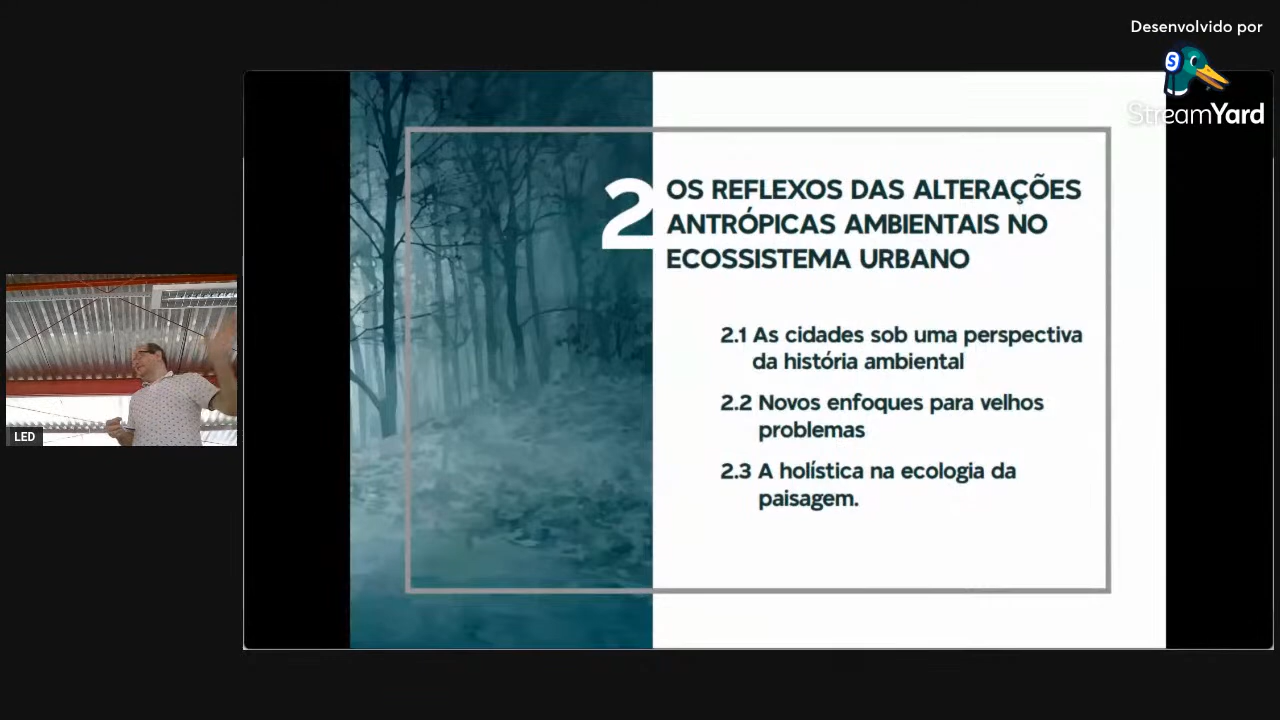 Desenvolvido por
StreamYard
2
OS REFLEXOS DAS ALTERAÇÕES
ANTRÓPICAS AMBIENTAIS NO
ECOSSISTEMA URBANO
2.1 As cidades sob uma perspectiva
da história ambiental
2.2 Novos enfoques para velhos
problemas
2.3 A holística na ecologia da
paisagem.
LED